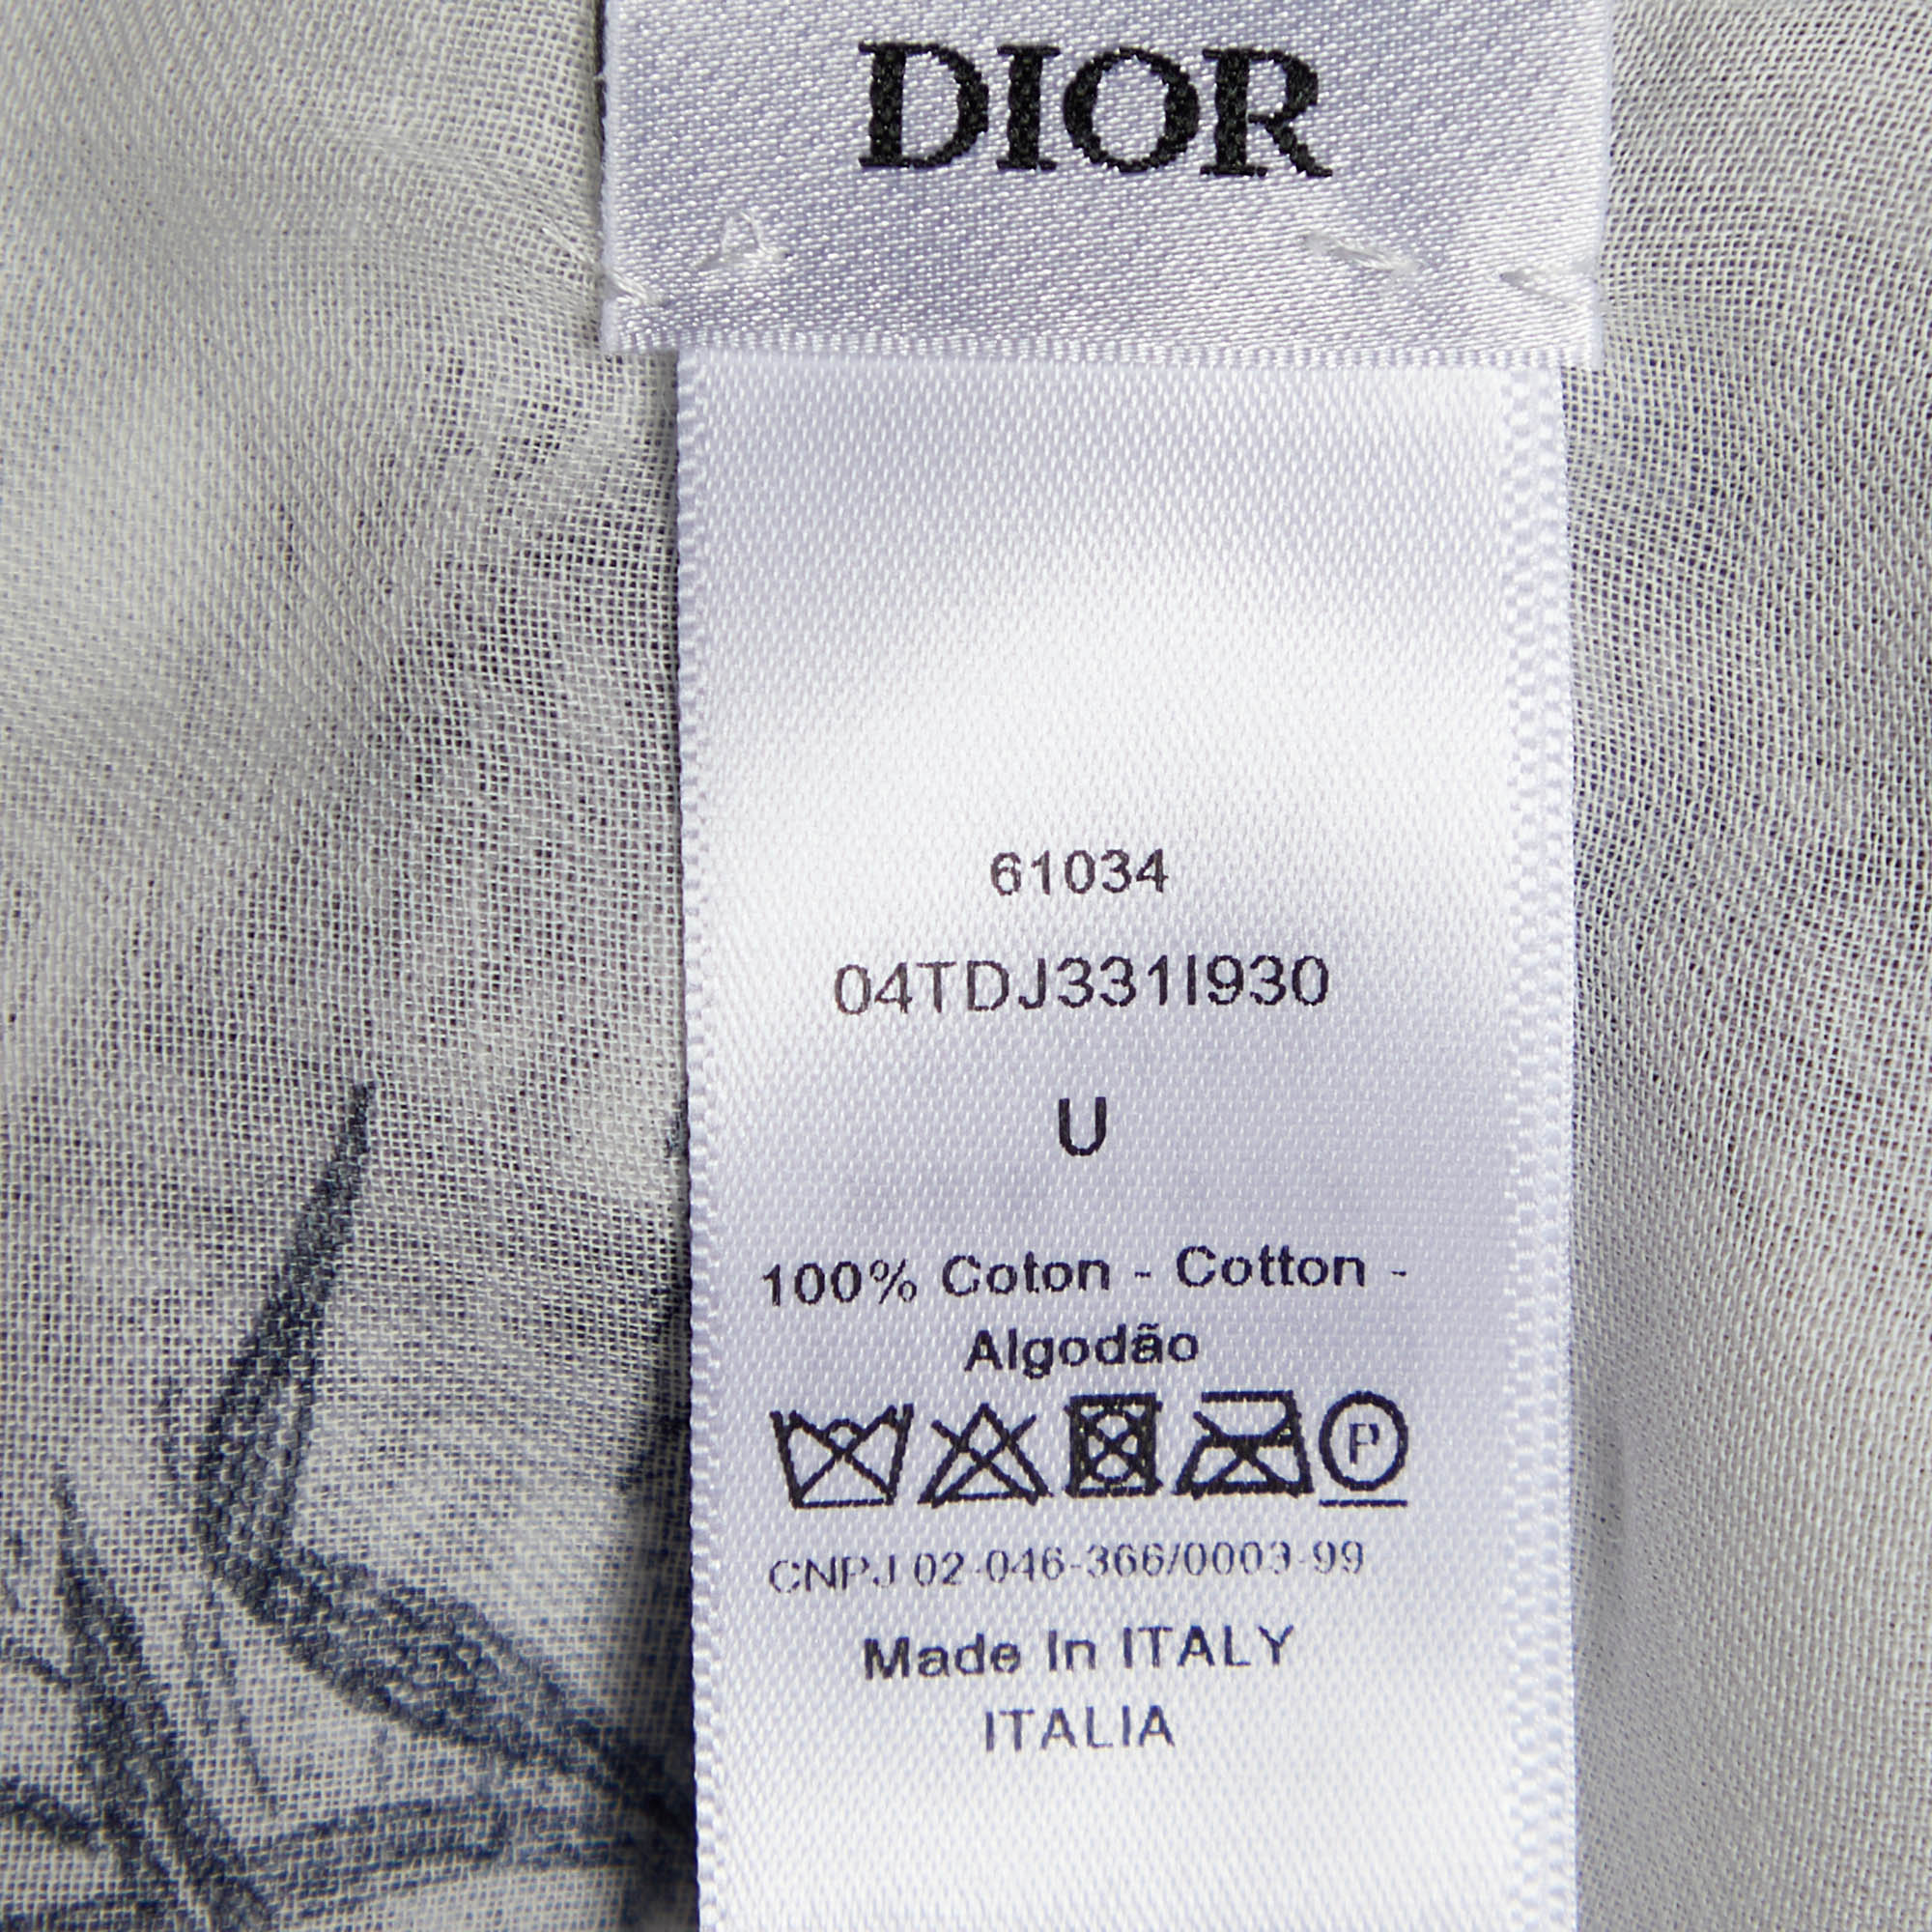 DIOR
61034
04TDJ331I930
U
100% Coton - Cotton -
Algodão
P
CNPJ 02-046-366/0003-99
Made In ITALY
ITALIA